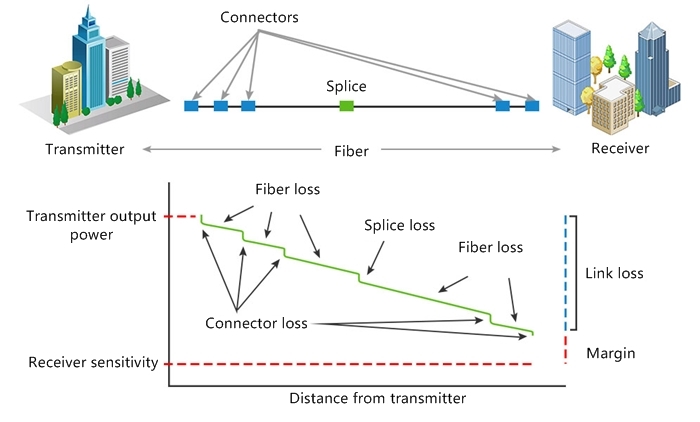 Connectors
Splice
Transmitter
Fiber
Receiver
Fiber loss
Transmitter output
power
Splice loss
Fiber loss
Link loss
Connector loss
Margin
Receiver sensitivity
Distance from transmitter